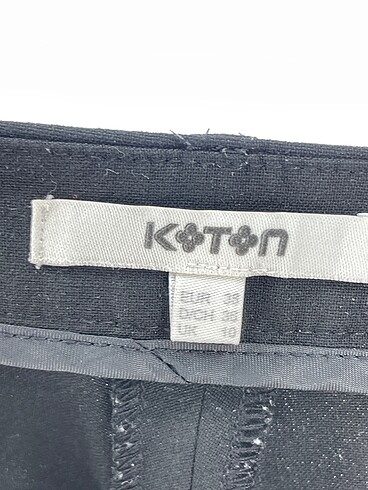 KOTON
EUR 38
D/CH 36
UK 10